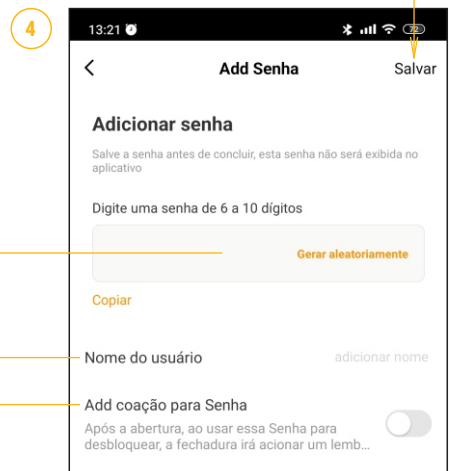 4
13:21
72
Add Senha
Salvar
Adicionar senha
Salve a senha antes de concluir, esta senha não será exibida no
aplicativo
Digite uma senha de 6 a 10 dígitos
Gerar aleatoriamente
Copiar
Nome do usuário
adicionar nome
Add coação para Senha
Após a abertura, ao usar essa Senha para
desbloquear, a fechadura irá acionar um lemb...